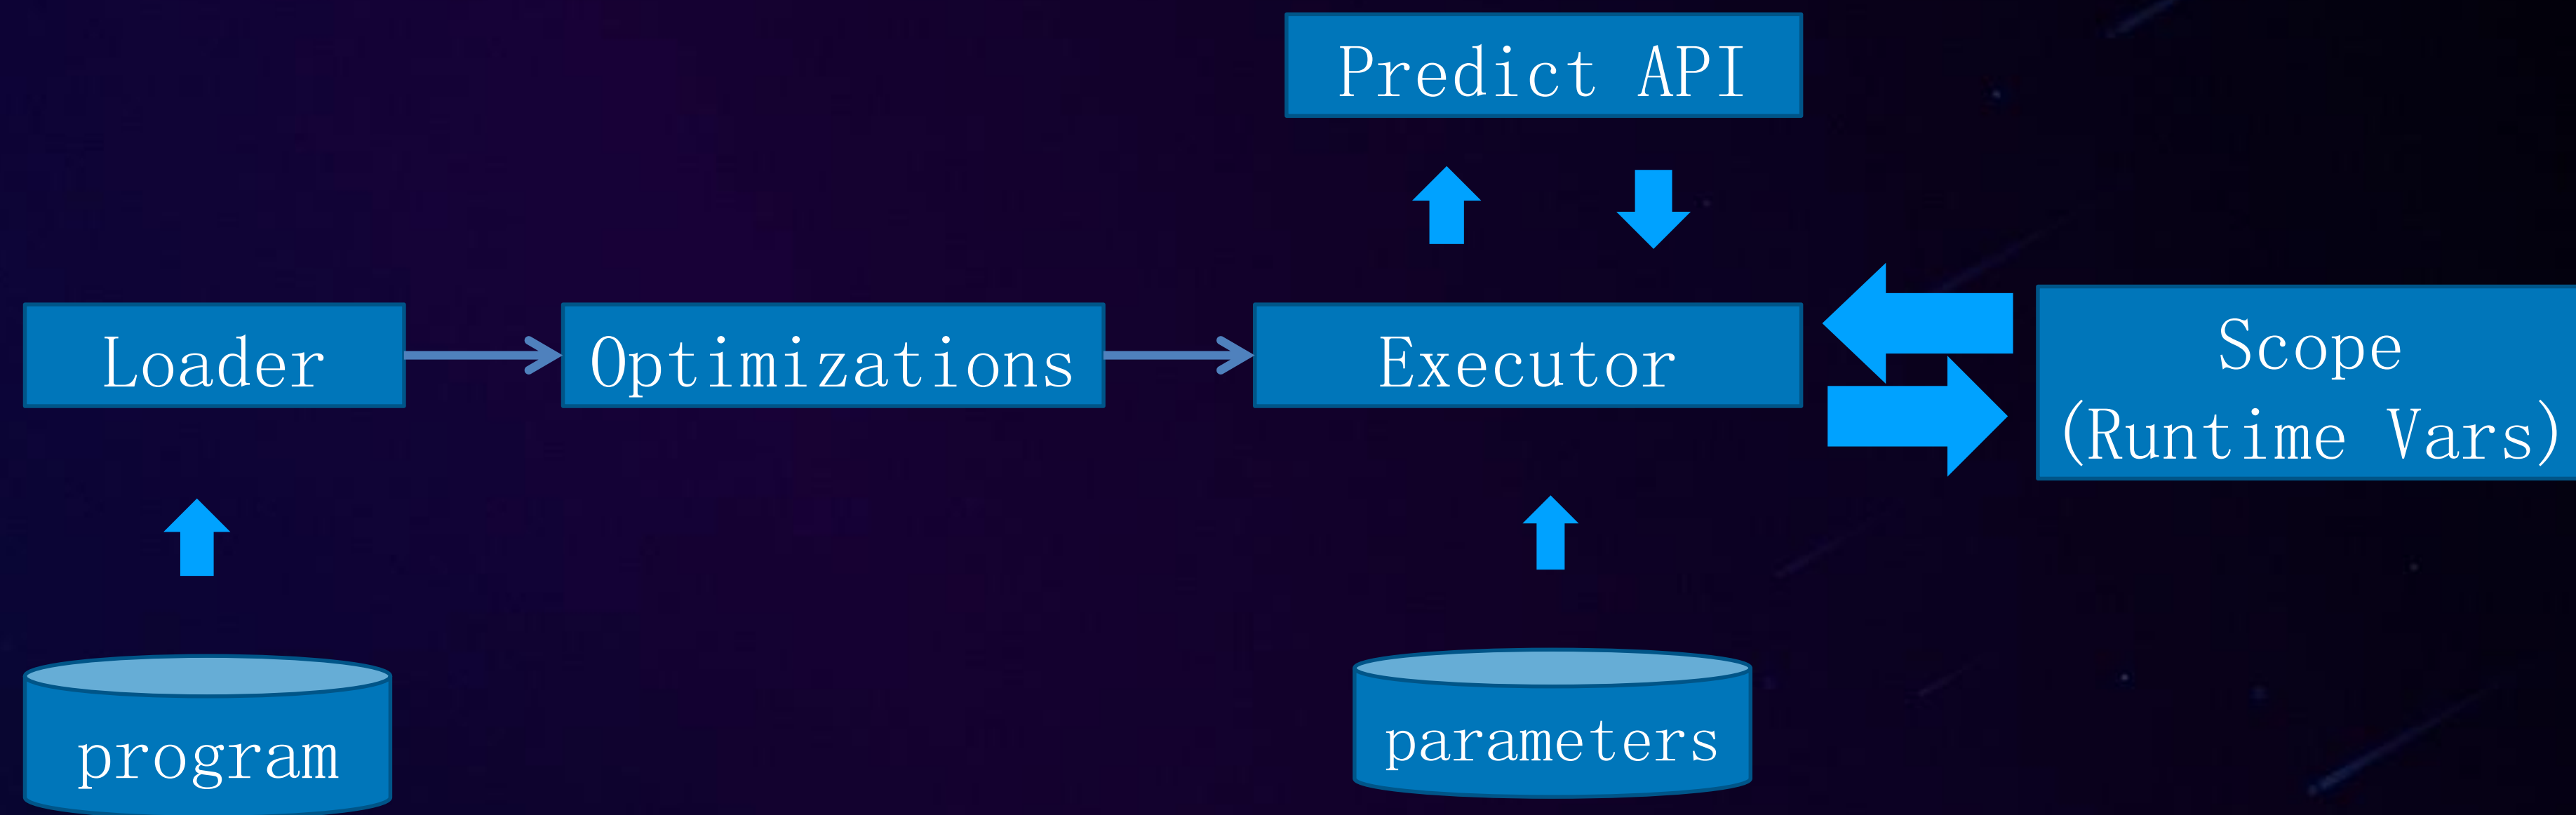 Predict API
Loader
Optimizations
Executor
Scope
(Runtime Vars)
program
parameters